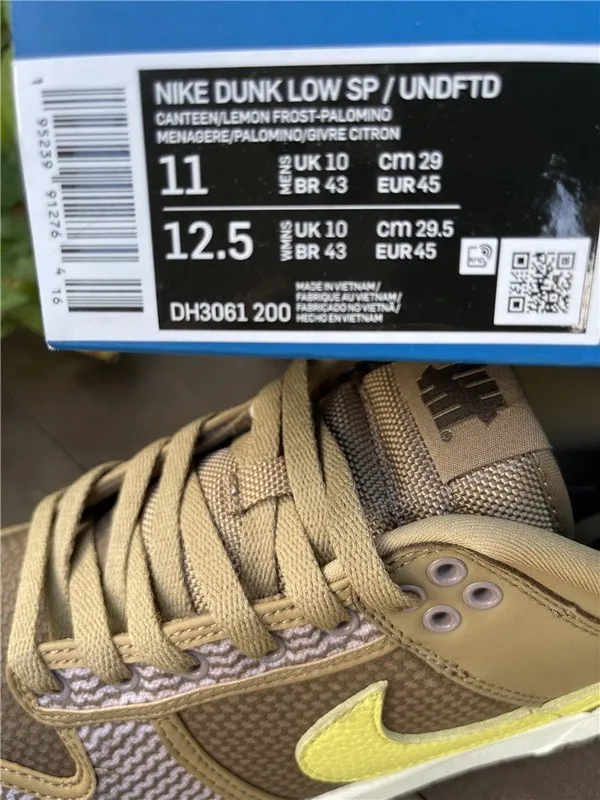 NIKE DUNK LOW SP / UNDFTD
CANTEEN/LEMON FROST-PALOMINO
MENAGERE/PALOMINO/GIVRE CITRON
11 MENS UK 10 cm 29
BR 43 EUR 45
12.5 WMNS UK 10 cm 29.5
BR 43 EUR 45
DH3061 200
MADE IN VIETNAM/
FABRIQUE AU VIETNAM/
FABRICADO NO VIETNÃ/
HECHO EN VIETNAM
1 95239 91276 4 16
®